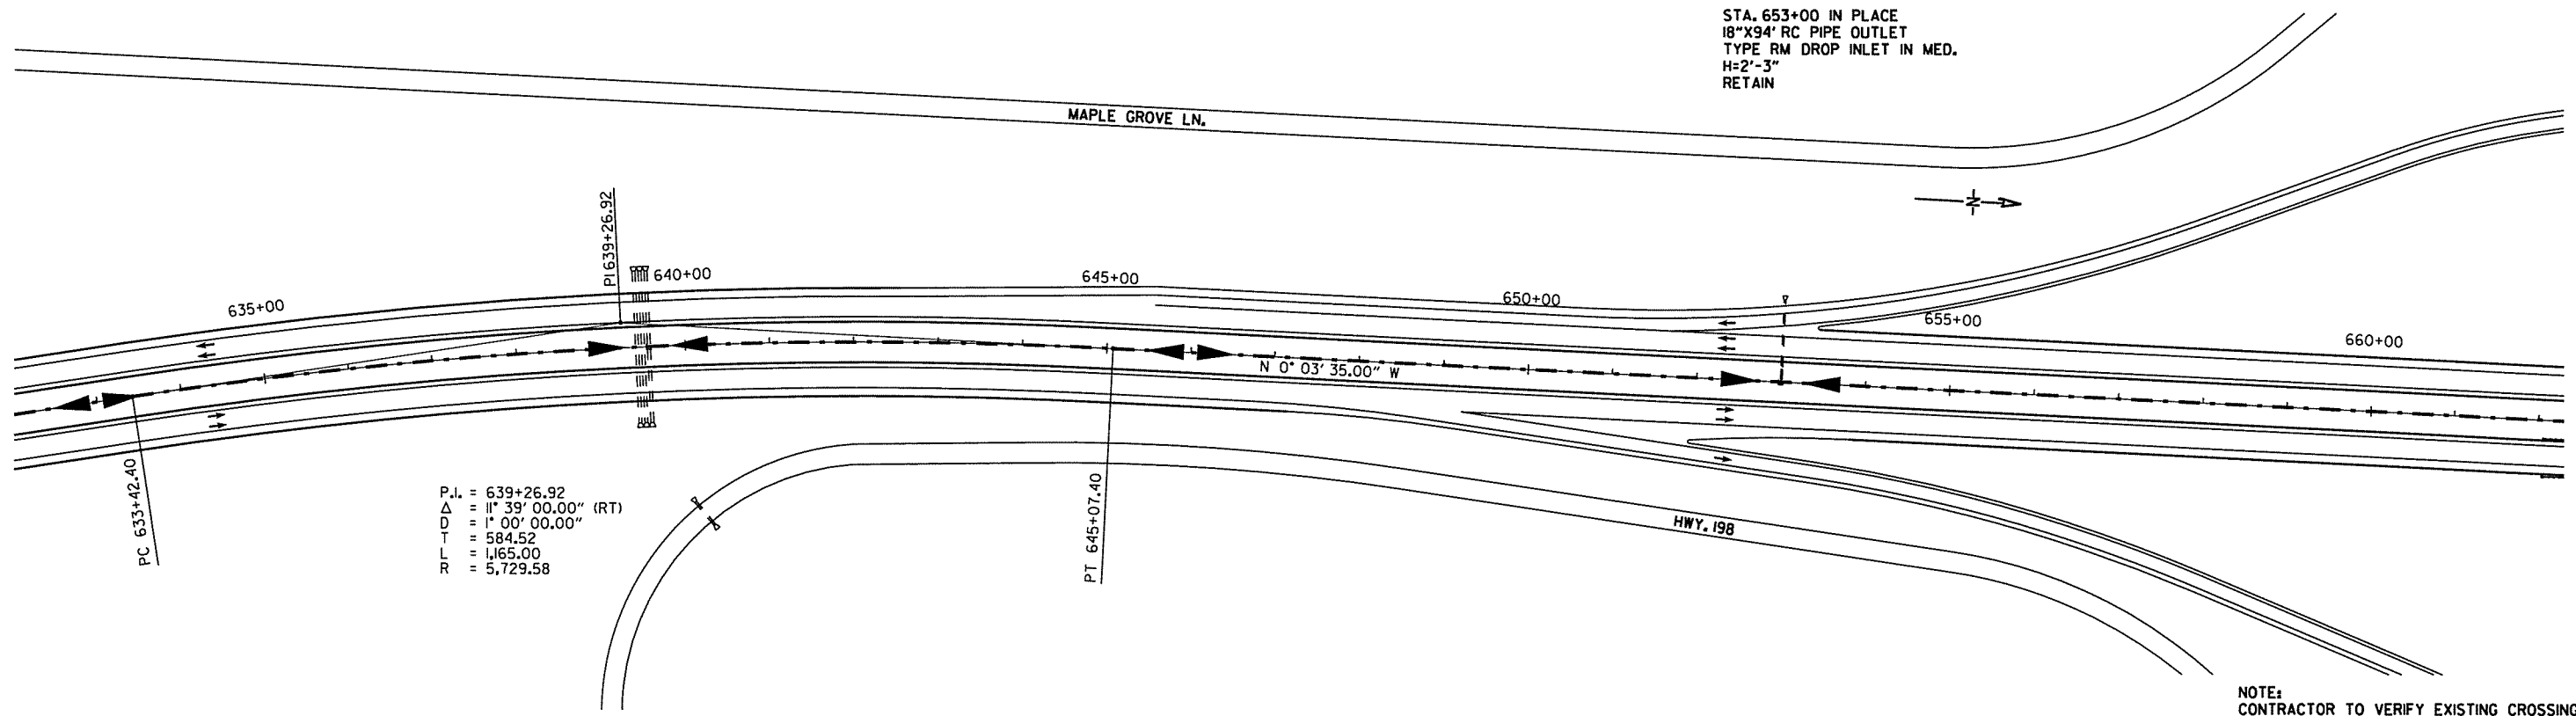 STA. 653+00 IN PLACE
18"X94' RC PIPE OUTLET
TYPE RM DROP INLET IN MED.
H=2'-3"
RETAIN
MAPLE GROVE LN.
N
PI 639+26.92
635+00
640+00
645+00
650+00
655+00
660+00
N 0° 03' 35.00" W
PC 633+42.40
P.I. = 639+26.92
Δ = 11° 39' 00.00" (RT)
D = 1° 00' 00.00"
T = 584.52
L = 1,165.00
R = 5,729.58
PT 645+07.40
HWY. 198
NOTE:
CONTRACTOR TO VERIFY EXISTING CROSSING